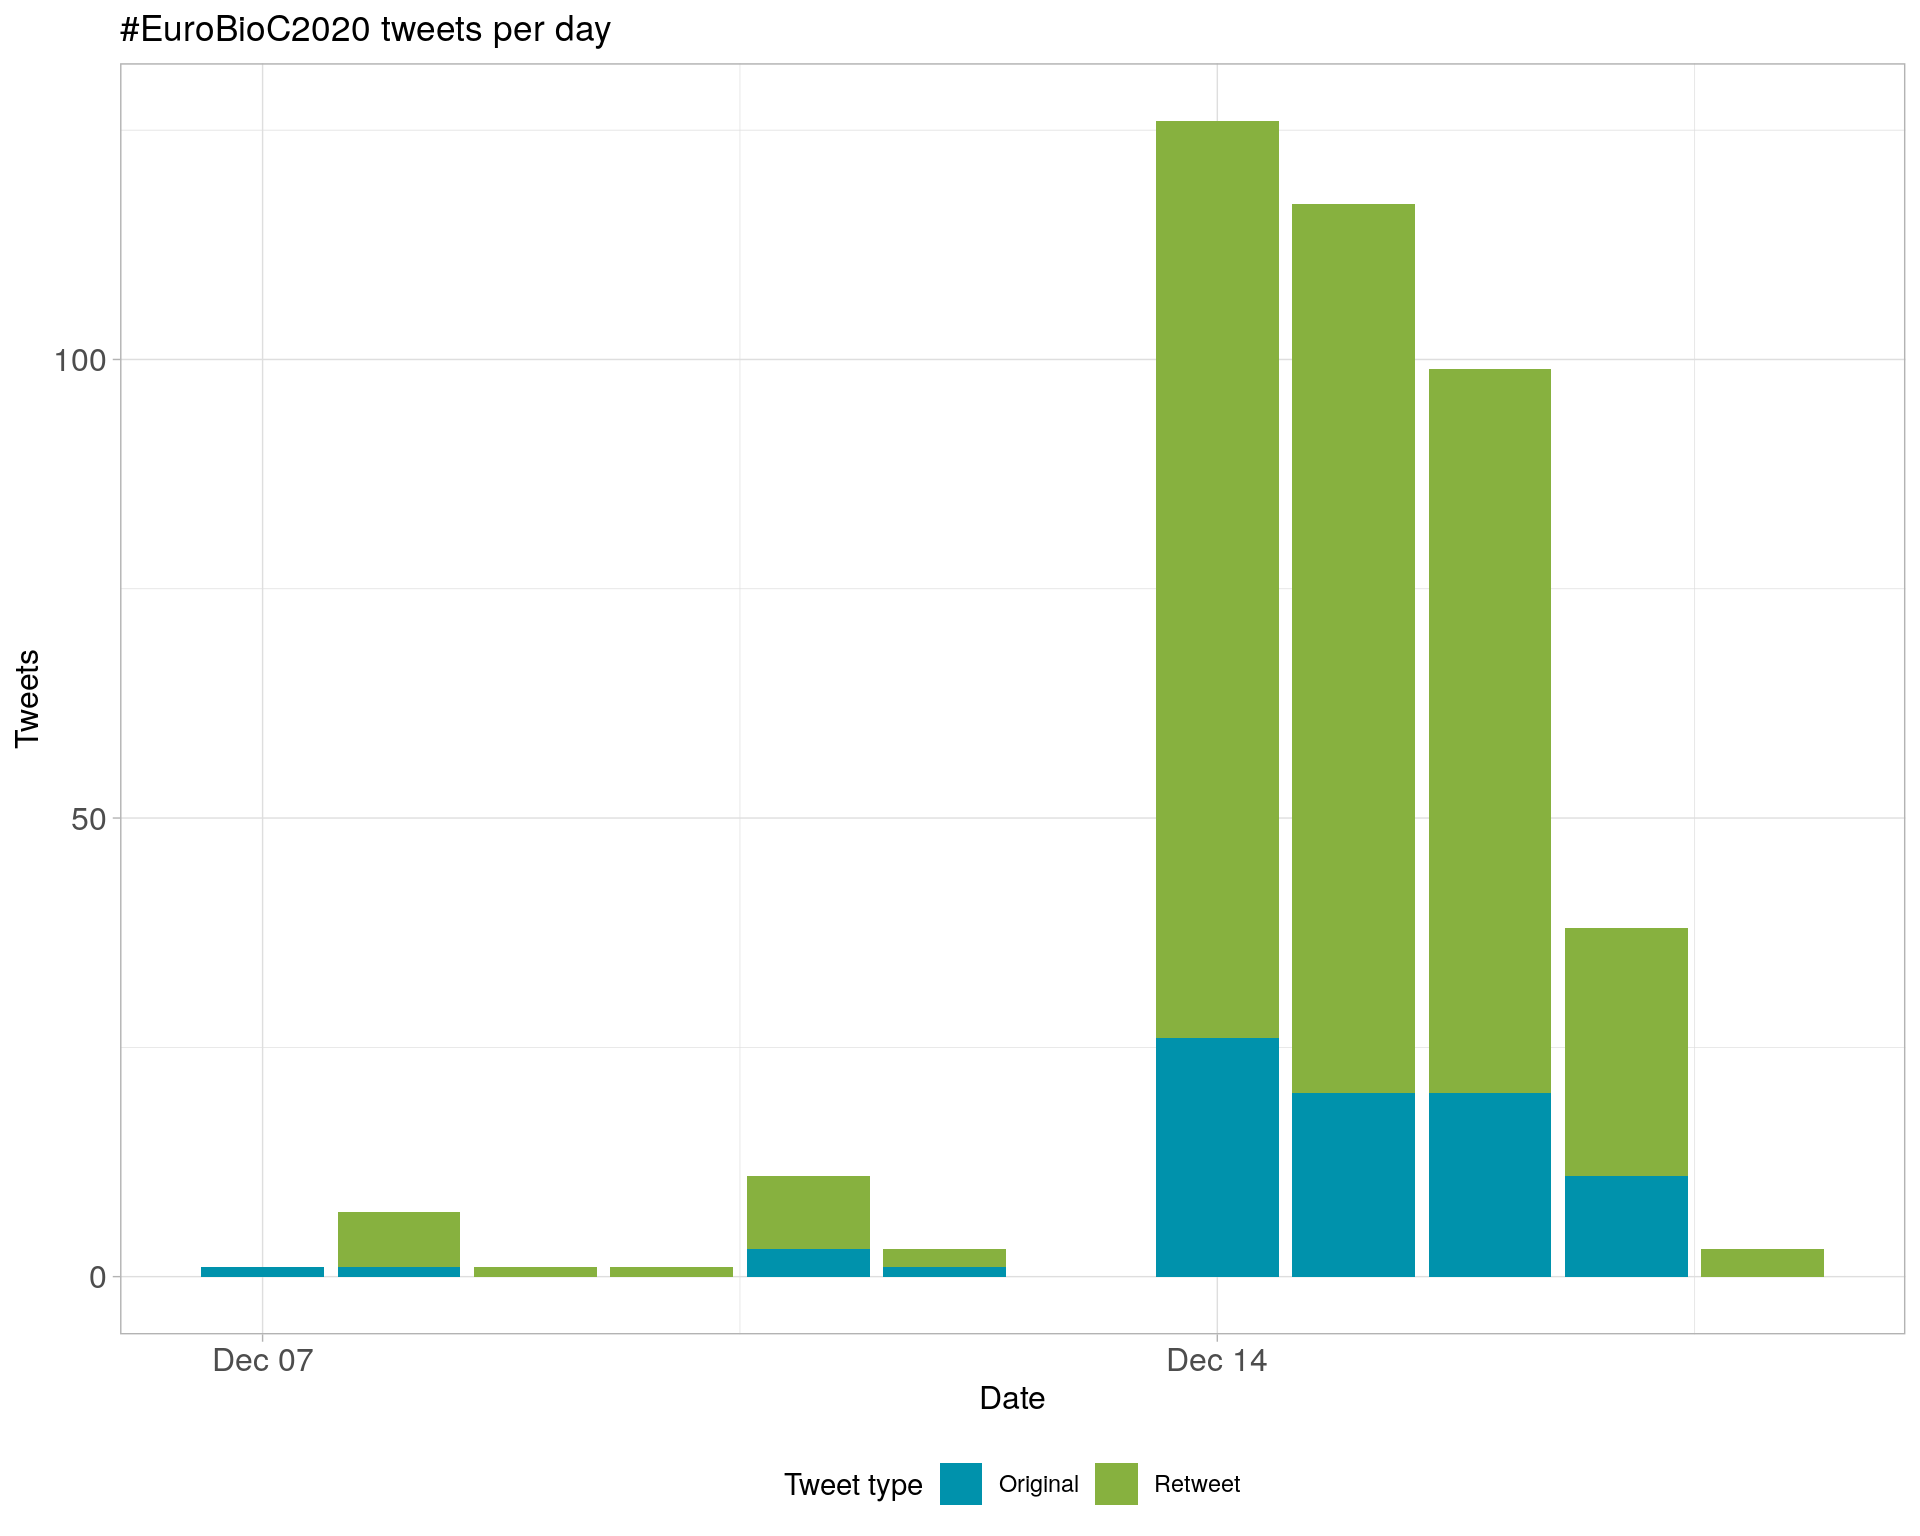 #EuroBioC2020 tweets per day
Tweets
100
50
0
Dec 07
Dec 14
Date
Tweet type
Original
Retweet